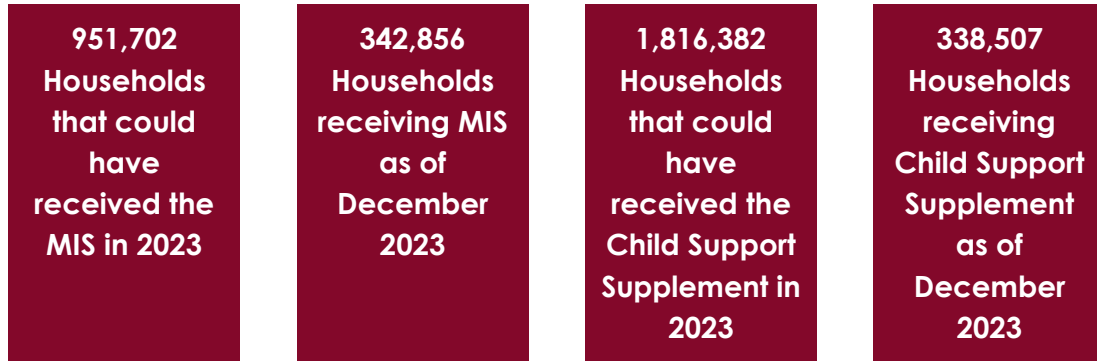 951,702
Households
that could
have
received the
MIS in 2023
342,856
Households
receiving MIS
as of
December
2023
1,816,382
Households
that could
have
received the
Child Support
Supplement in
2023
338,507
Households
receiving
Child Support
Supplement
as of
December
2023